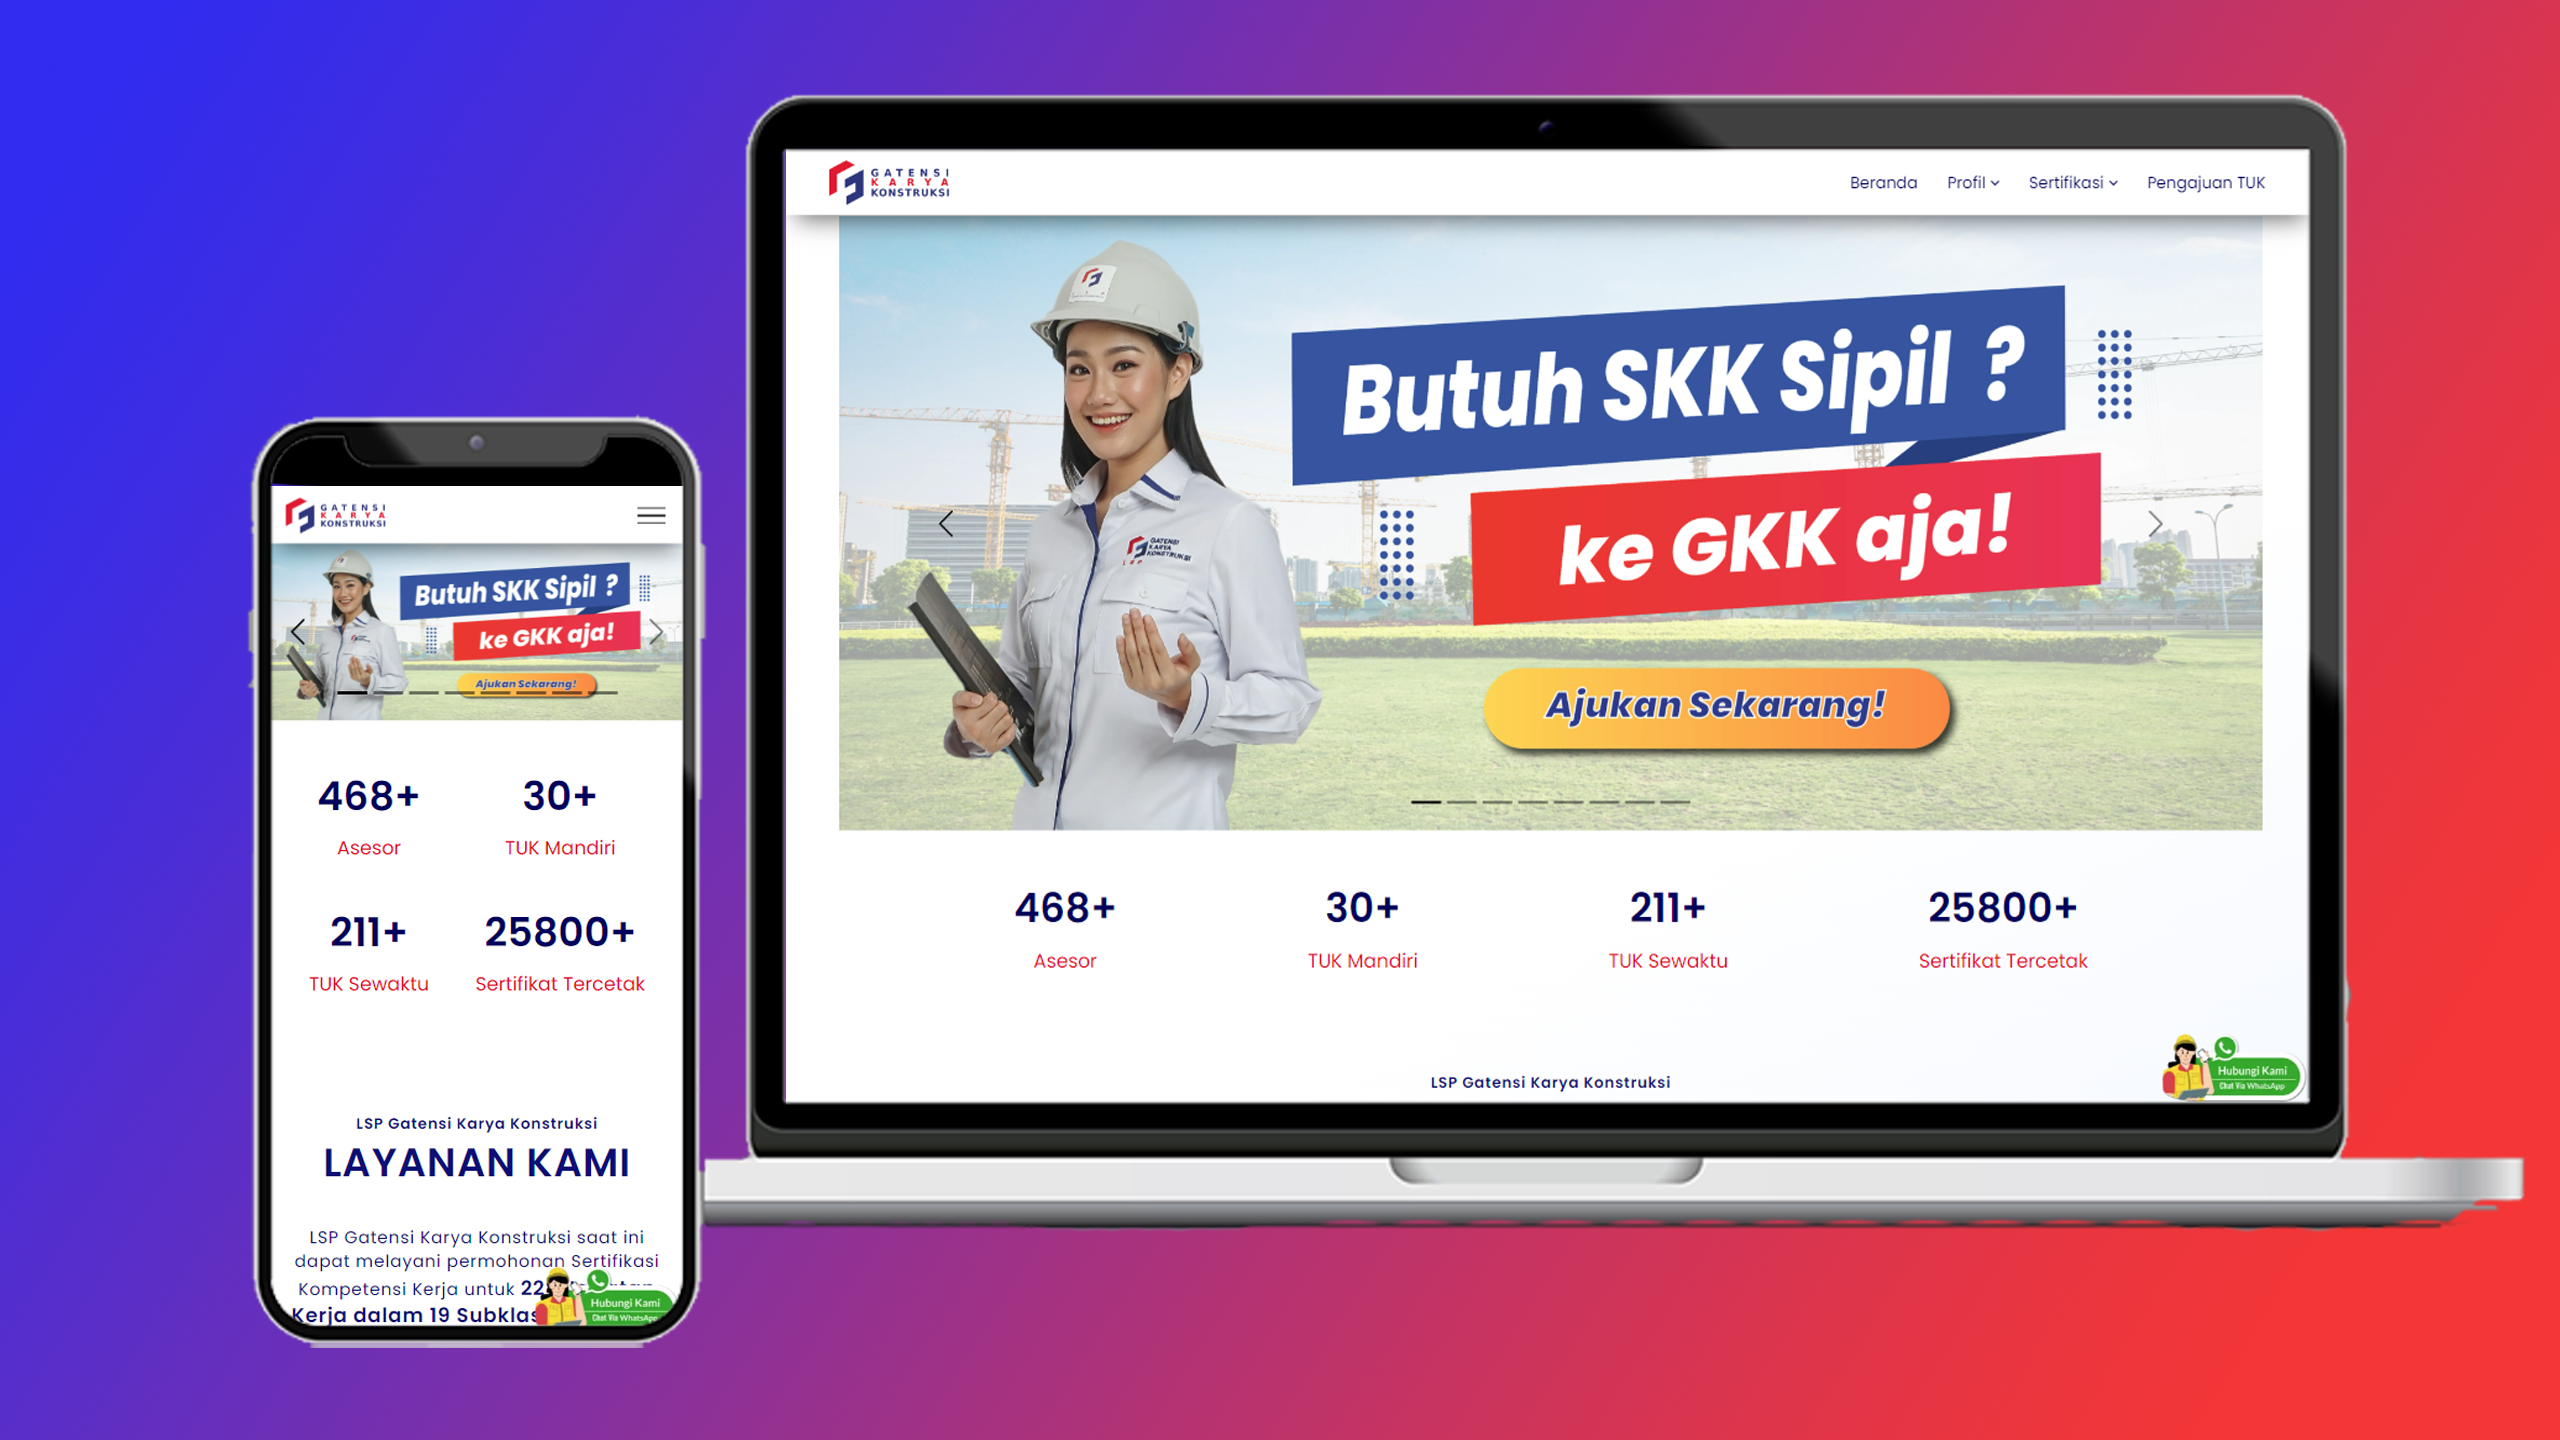 GATENSI
KARYA
KONSTRUKSI
Butuh SKK Sipil ?
ke GKK aja!
Ajukan Sekarang!
468+
30+
Asesor
TUK Mandiri
211+
25800+
TUK Sewaktu
Sertifikat Tercetak
LSP Gatensi Karya Konstruksi
LAYANAN KAMI
LSP Gatensi Karya Konstruksi saat ini
dapat melayani permohonan Sertifikasi
Kompetensi Kerja untuk 22
Kerja dalam 19 Subklas
Hubungi Kami
Chat Via WhatsApp
GATENSI
KARYA
KONSTRUKSI
Beranda Profil Sertifikasi Pengajuan TUK
GATENSI
KARYA
KONSTRUKSI
LSP
Butuh SKK Sipil ?
ke GKK aja!
Ajukan Sekarang!
468+ 30+ 211+ 25800+
Asesor TUK Mandiri TUK Sewaktu Sertifikat Tercetak
LSP Gatensi Karya Konstruksi
Hubungi Kami
Chat Via WhatsApp